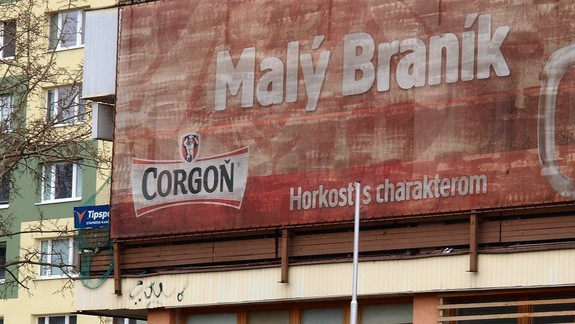 Malý Braník
CORGOŇ
Horkosť s charakterom
Tipsport